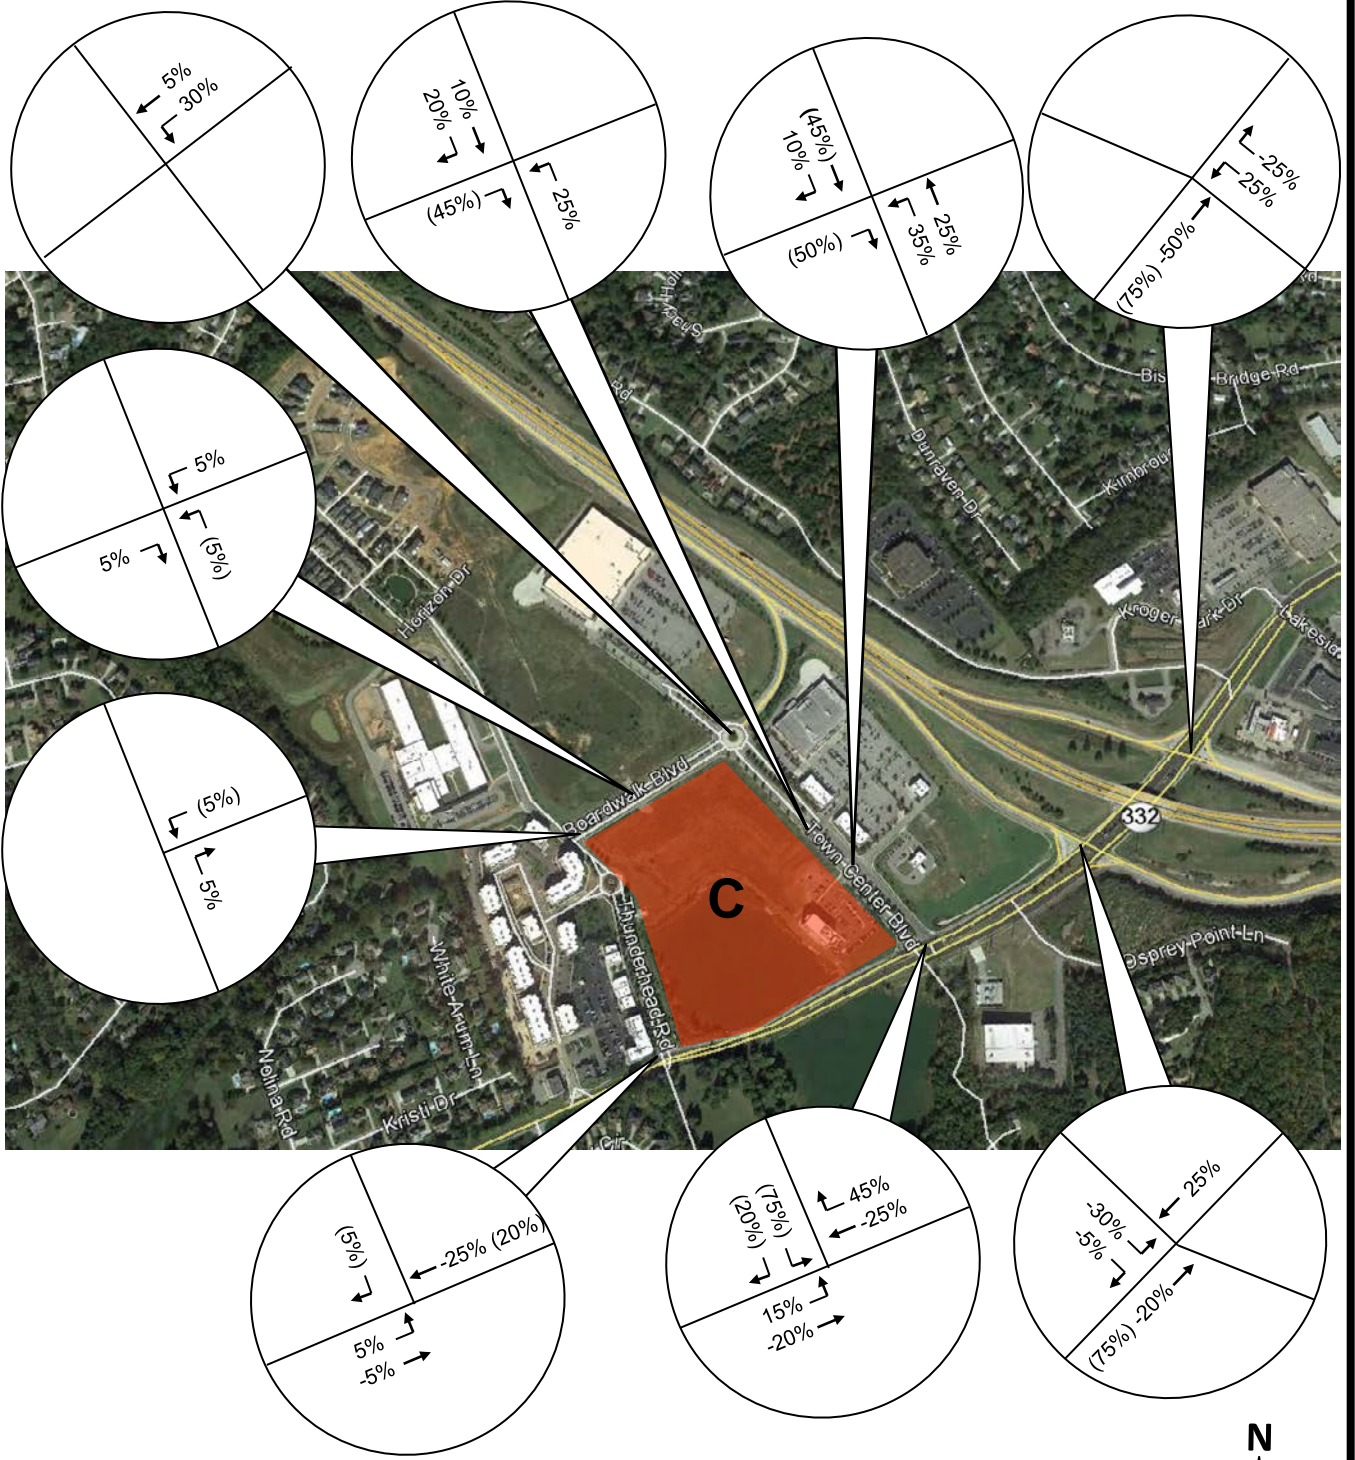 5%
30%
10%
20%
(45%)
25%
(45%)
10%
(50%)
25%
35%
-25%
25%
(75%) -50%
Rd
Bridge Rd
Dunraven Dr
5%
5%
(5%)
Horizon Dr
Kroger
Boardwalk Blvd
332
(5%)
5%
C
Town Center Blvd
Thunderhead Rd
White Arum Ln
Osprey Point Ln
Nolina Rd
Kristi Dr
Cir
(5%)
-25% (20%)
5%
-5%
(75%)
(20%)
45%
-25%
15%
-20%
25%
-30%
-5%
(75%) -20%
N